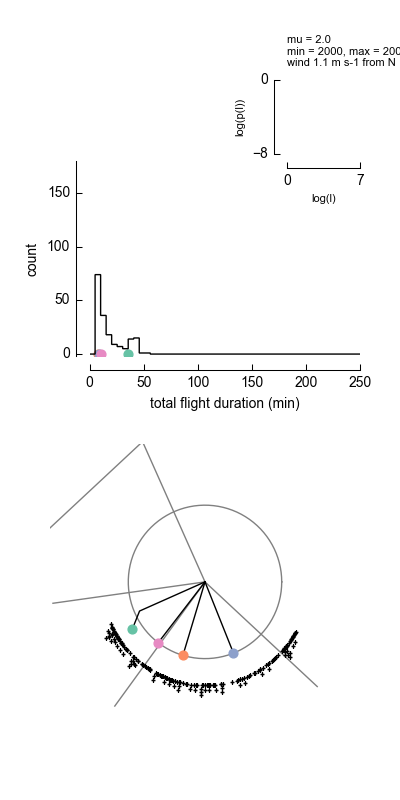 mu = 2.0
min = 2000, max = 200
wind 1.1 m s-1 from N
0
log(p(l))
−8
0
7
log(l)
150
100
50
0
count
0
50
100
150
200
250
total flight duration (min)